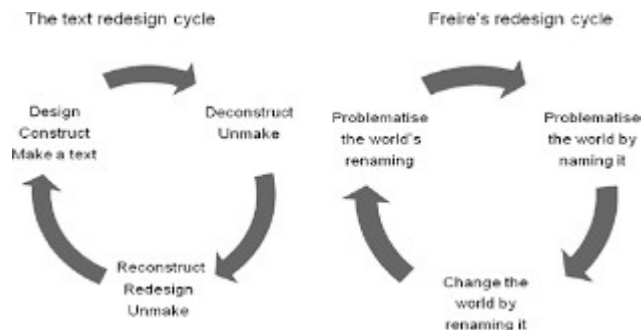 The text redesign cycle
Design
Construct
Make a text
Deconstruct
Unmake
Reconstruct
Redesign
Unmake
Freire's redesign cycle
Problematise
the world's
renaming
Problematise
the world by
naming it
Change the
world by
renaming it